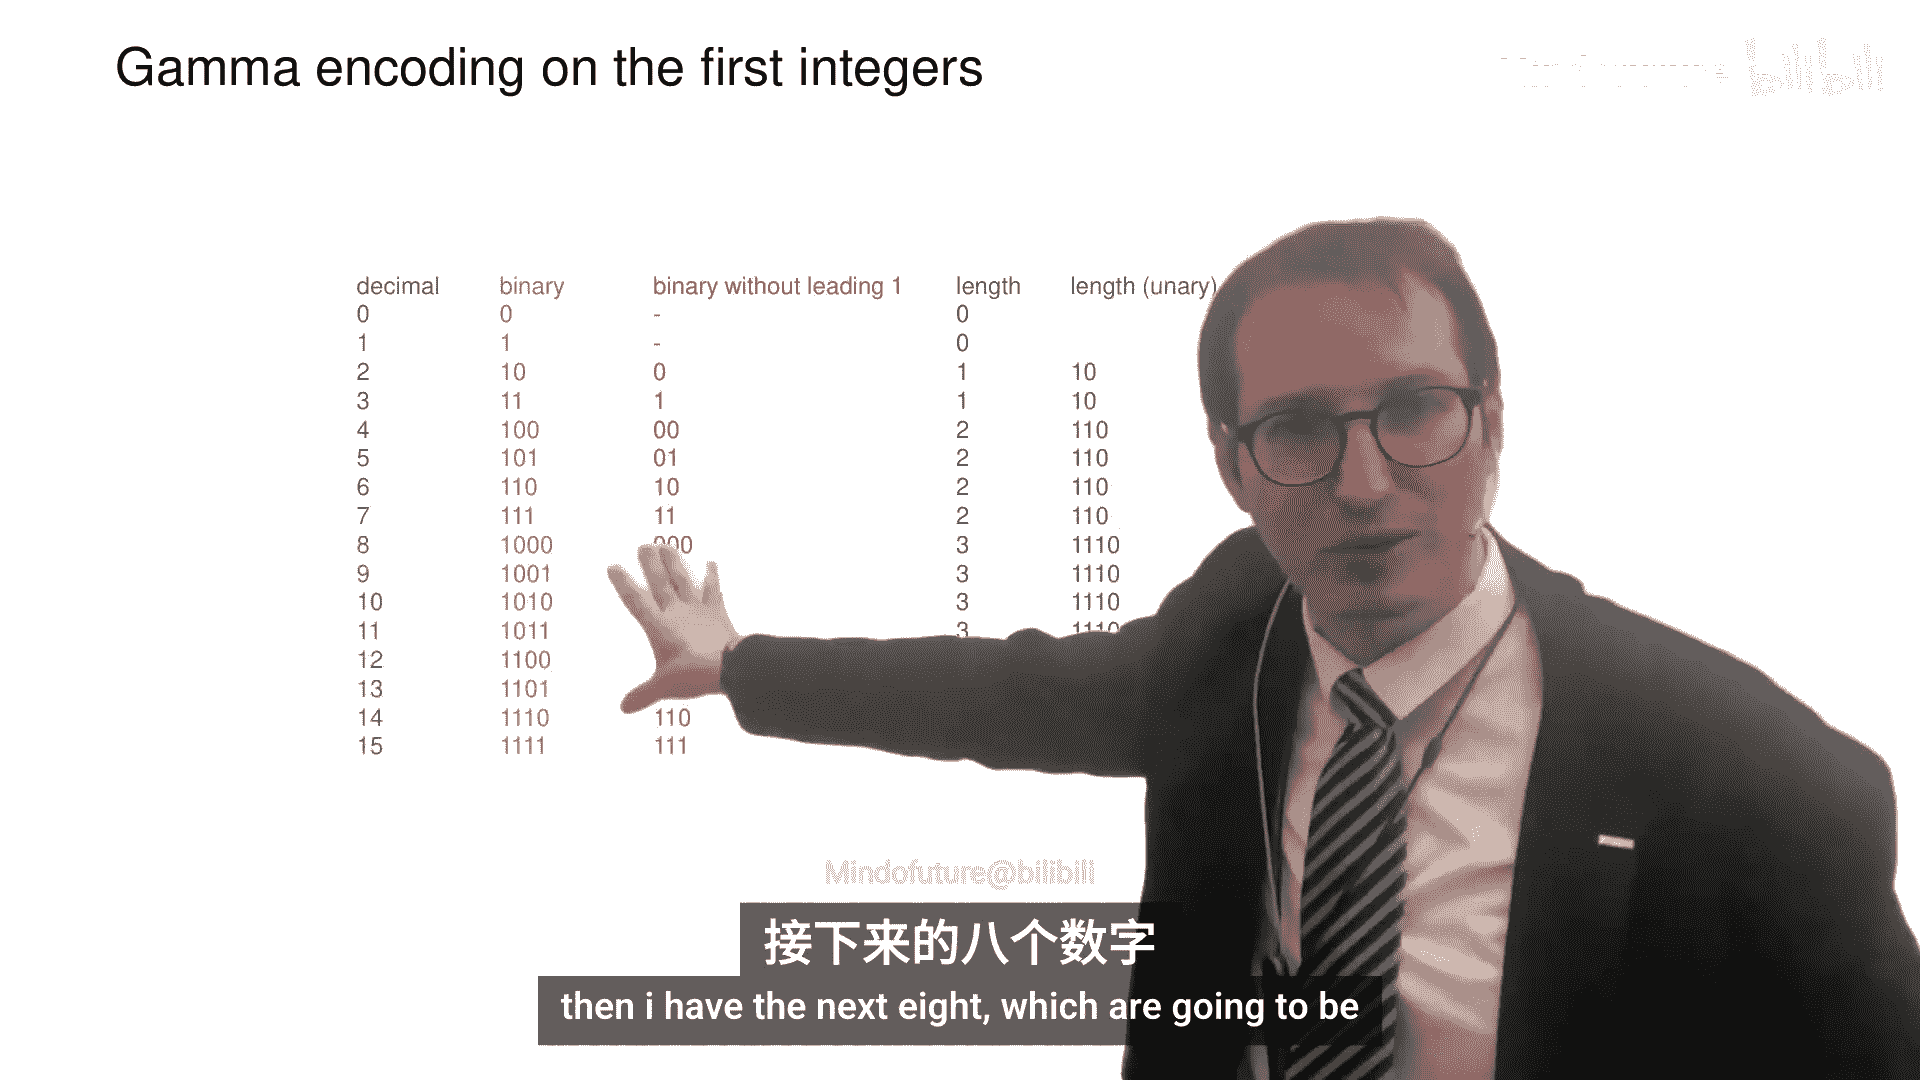 Gamma encoding on the first integers
bilibili
decimal binary binary without leading 1 length length (unary)
0 0 - 0
1 1 - 0
2 10 0 1 10
3 11 1 1 10
4 100 00 2 110
5 101 01 2 110
6 110 10 2 110
7 111 11 2 110
8 1000 000 3 1110
9 1001 3 1110
10 1010 3 1110
11 1011 3 1110
12 1100
13 1101
14 1110 110
15 1111 111
Mindofuture@bilibili
接下来的八个数字
then i have the next eight, which are going to be